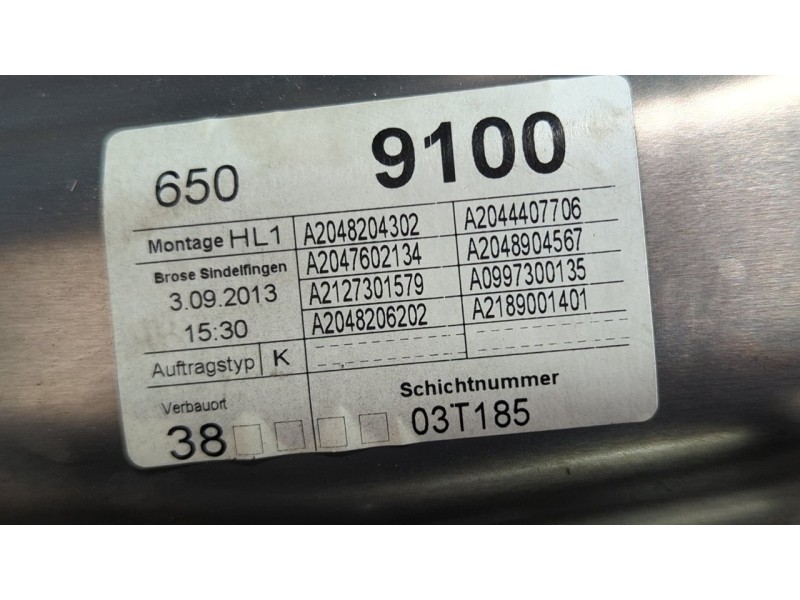 650 9100
Montage HL1 A2048204302 A2044407706
Brose Sindelfingen A2047602134 A2048904567
3.09.2013 A2127301579 A0997300135
15:30 A2048206202 A2189001401
Auftragstyp K
Verbauort Schichtnummer
38 03T185